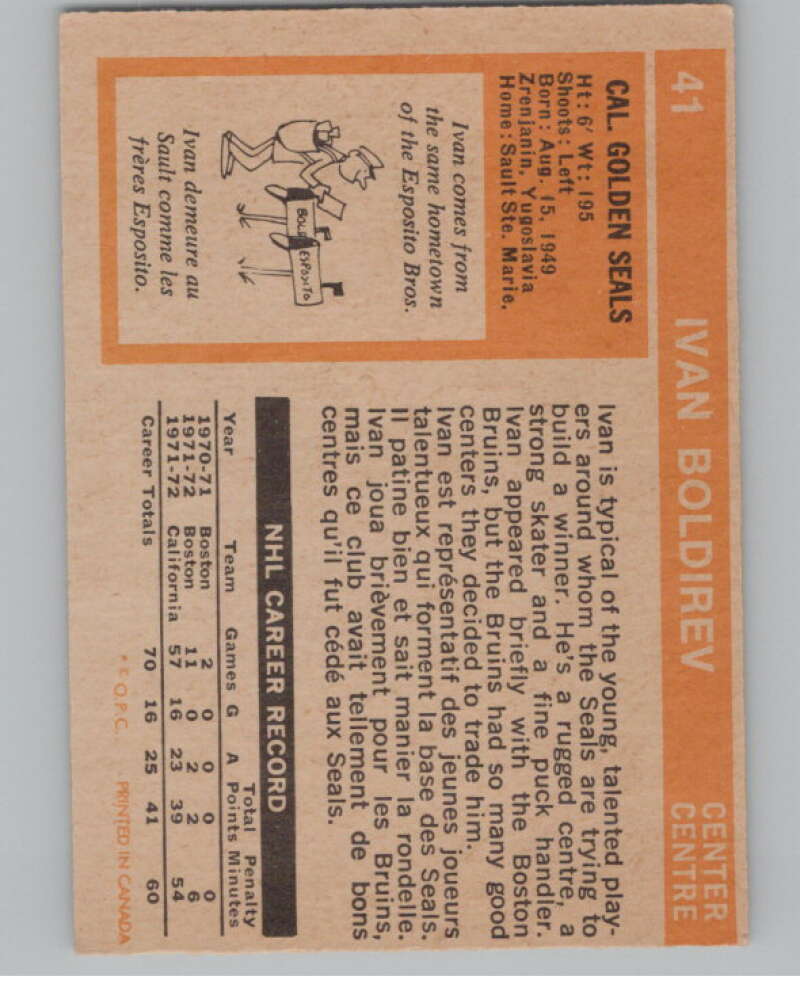 41
IVAN BOLDIREV
CENTER
CENTRE
CAL. GOLDEN SEALS
Ht: 6' Wt: 195
Shoots: Left
Born: Aug. 15, 1949
Zrenjanin, Yugoslavia
Home: Sault Ste. Marie.
Ivan comes from
the same hometown
of the Esposito Bros.
BOLD
ESPOSITO
Ivan demeure au
Sault comme les
frères Esposito.
Ivan is typical of the young, talented play-
ers around whom the Seals are trying to
build a winner. He's a rugged centre, a
strong skater and a fine puck handler.
Ivan appeared briefly with the Boston
Bruins, but the Bruins had so many good
centers they decided to trade him.
Ivan est représentatif des jeunes joueurs
talentueux qui forment la base des Seals.
Il patine bien et sait manier la rondelle.
Ivan joua brièvement pour les Bruins,
mais ce club avait tellement de bons
centres qu'il fut cédé aux Seals.
NHL CAREER RECORD
Total Penalty
Year Team Games G A Points Minutes
1970-71 Boston 2 0 0 0 0
1971-72 Boston 11 0 2 2 6
1971-72 California 57 16 23 39 54
Career Totals 70 16 25 41 60
O.P.C. PRINTED IN CANADA